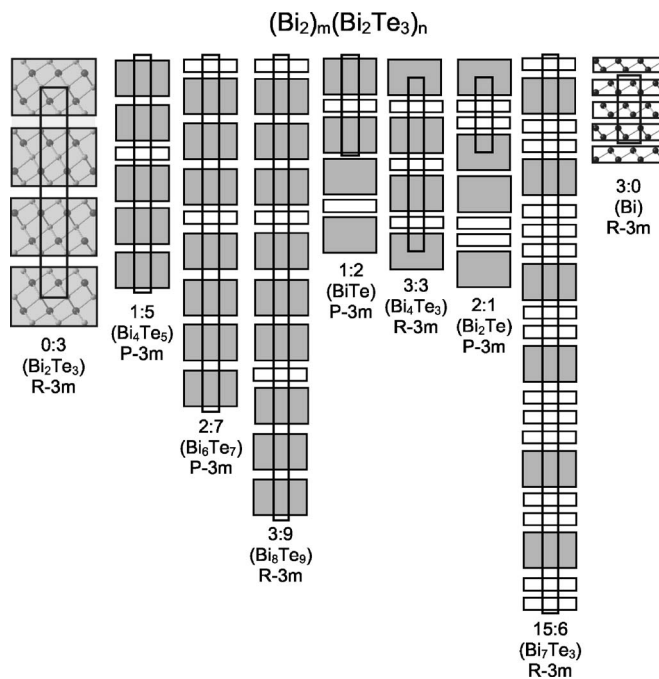 (Bi₂)ₘ(Bi₂Te₃)ₙ
0:3
(Bi₂Te₃)
R-3m
1:5
(Bi₄Te₅)
P-3m
2:7
(Bi₆Te₇)
P-3m
3:9
(Bi₈Te₉)
R-3m
1:2
(BiTe)
P-3m
3:3
(Bi₄Te₃)
R-3m
2:1
(Bi₂Te)
P-3m
15:6
(Bi₇Te₃)
R-3m
3:0
(Bi)
R-3m